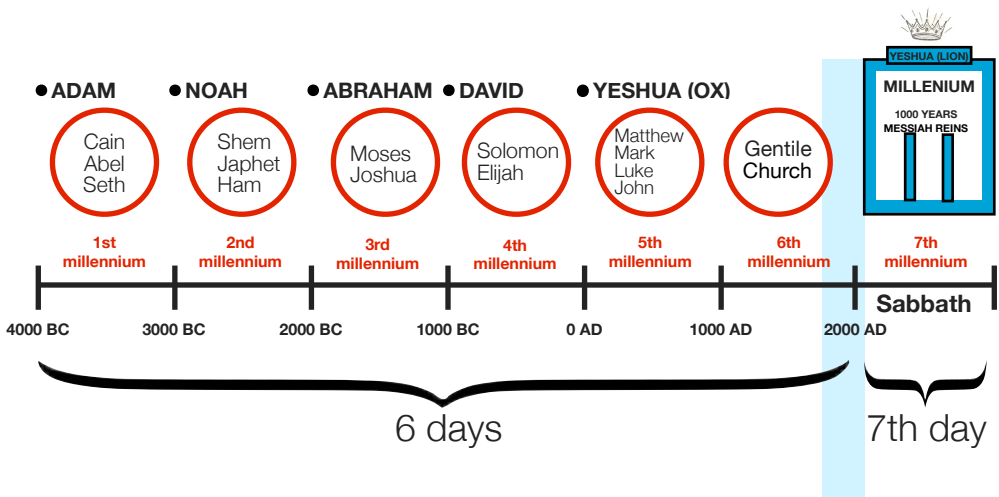 YESHUA (LION)
MILLENIUM
1000 YEARS
MESSIAH REINS
ADAM
NOAH
ABRAHAM
DAVID
YESHUA (OX)
Cain
Abel
Seth
Shem
Japhet
Ham
Moses
Joshua
Solomon
Elijah
Matthew
Mark
Luke
John
Gentile
Church
1st
millennium
2nd
millennium
3rd
millennium
4th
millennium
5th
millennium
6th
millennium
7th
millennium
Sabbath
4000 BC
3000 BC
2000 BC
1000 BC
0 AD
1000 AD
2000 AD
6 days
7th day